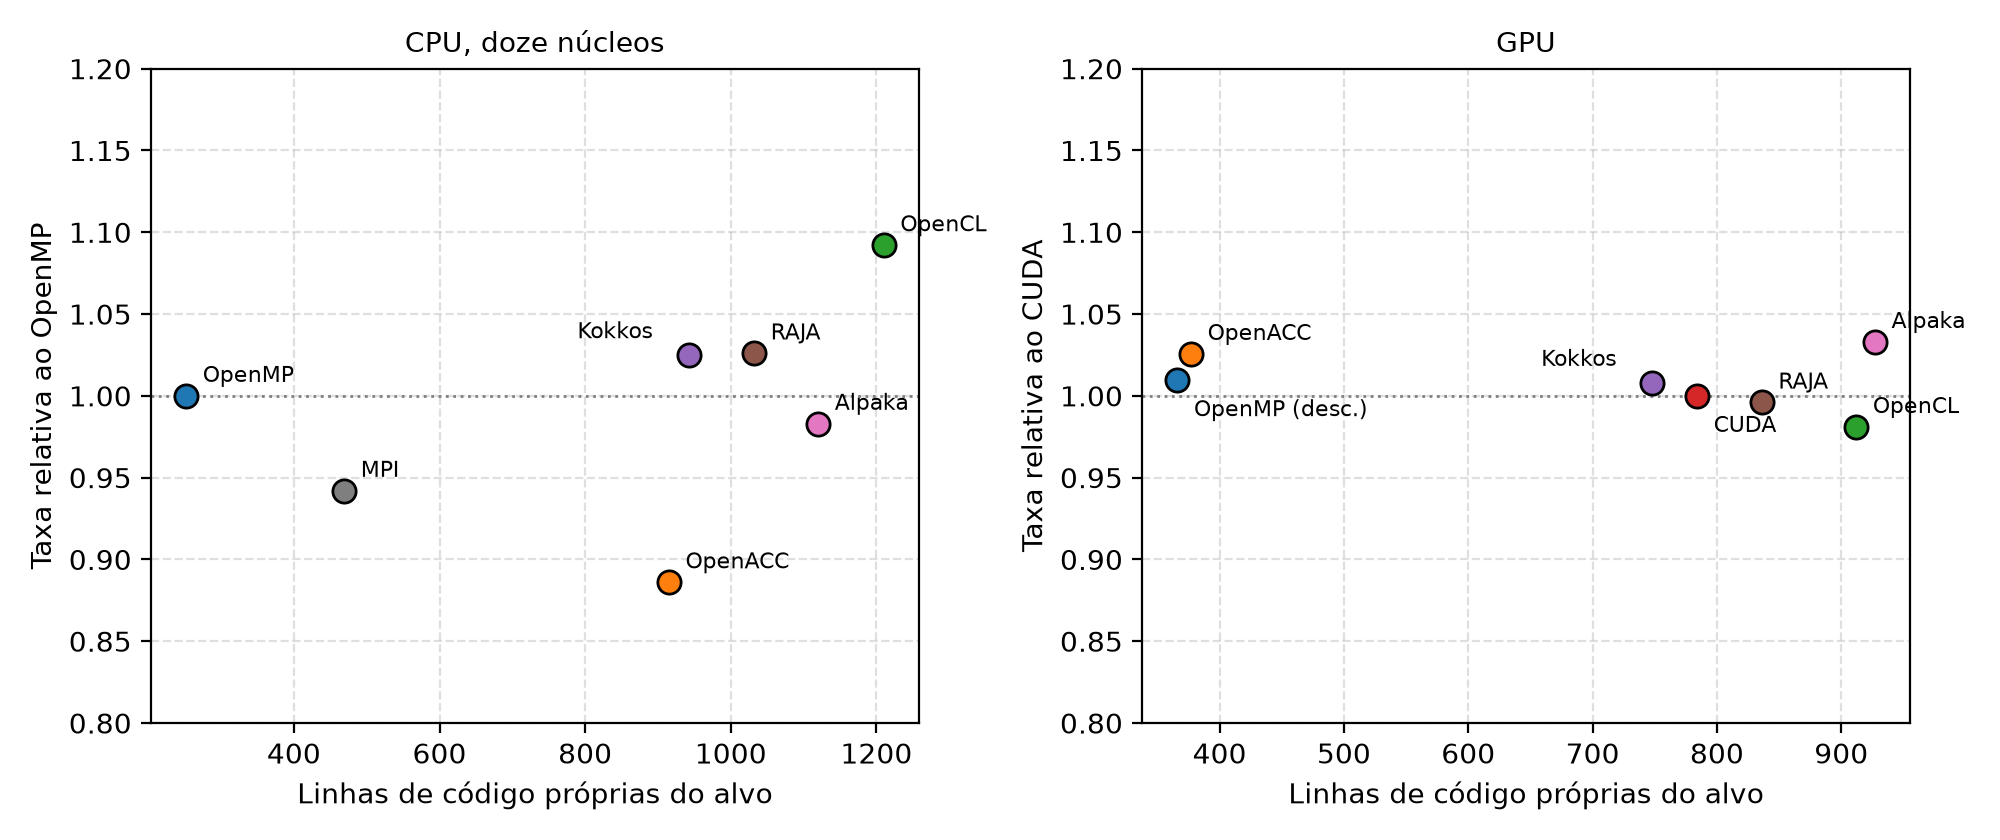 CPU, doze núcleos
1.20
1.15
1.10
1.05
1.00
0.95
0.90
0.85
0.80
Taxa relativa ao OpenMP
OpenCL
Kokkos
RAJA
OpenMP
Alpaka
MPI
OpenACC
400
600
800
1000
1200
Linhas de código próprias do alvo
GPU
1.20
1.15
1.10
1.05
1.00
0.95
0.90
0.85
0.80
Taxa relativa ao CUDA
Alpaka
OpenACC
Kokkos
RAJA
OpenMP (desc.)
OpenCL
CUDA
400
500
600
700
800
900
Linhas de código próprias do alvo